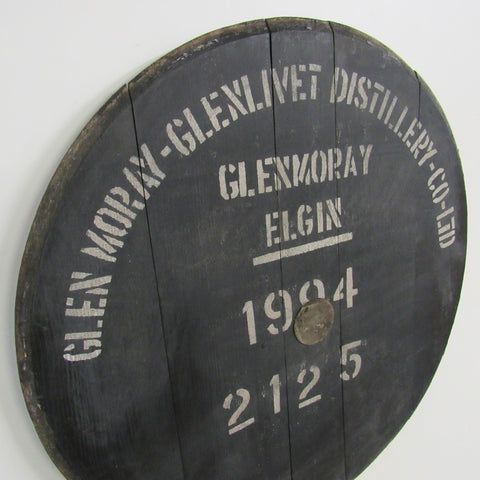 GLEN MORAY-GLENLIVET DISTILLERY-CO-LTD
GLENMORAY
ELGIN
1994
2125